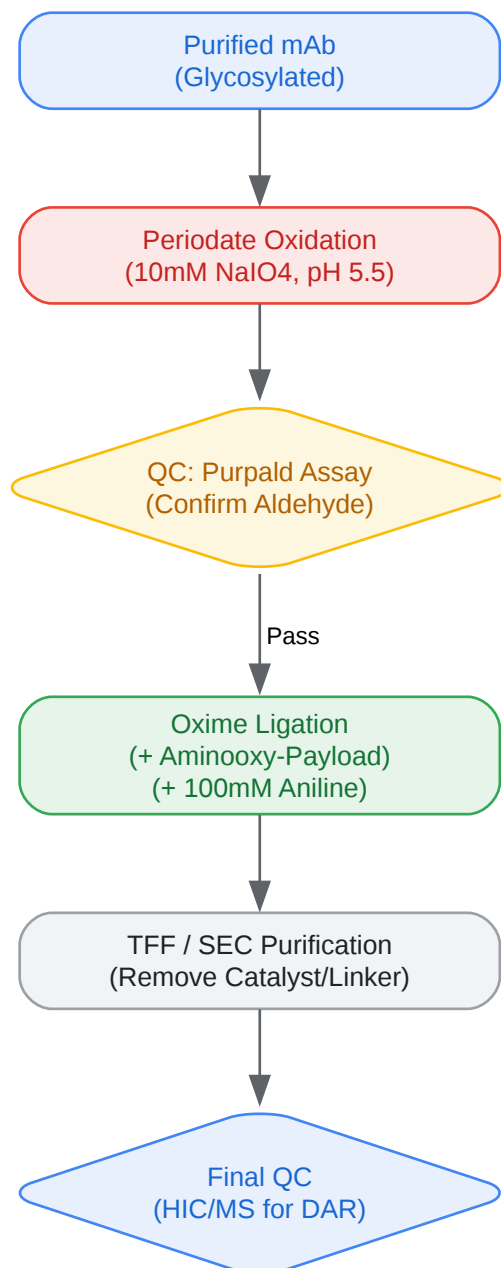 Purified mAb
(Glycosylated)
Periodate Oxidation
(10mM NaIO4, pH 5.5)
QC: Purpald Assay
(Confirm Aldehyde)
Pass
Oxime Ligation
(+ Aminooxy-Payload)
(+ 100mM Aniline)
TFF / SEC Purification
(Remove Catalyst/Linker)
Final QC
(HIC/MS for DAR)